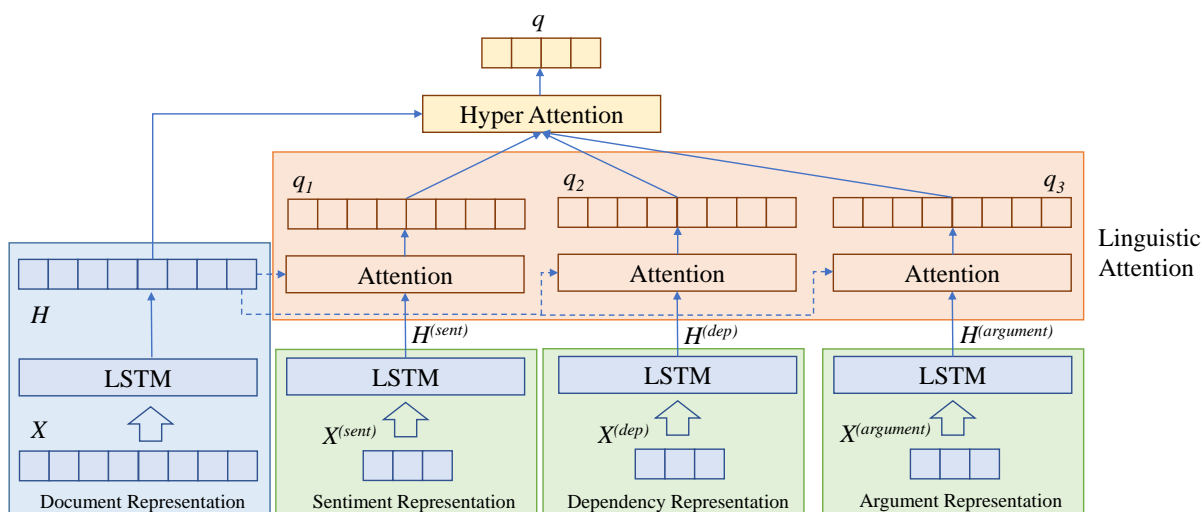 q
Hyper Attention
q1
q2
q3
Linguistic
Attention
Attention
Attention
Attention
H
H(sent)
H(dep)
H(argument)
LSTM
LSTM
LSTM
LSTM
X
X(sent)
X(dep)
X(argument)
Document Representation
Sentiment Representation
Dependency Representation
Argument Representation